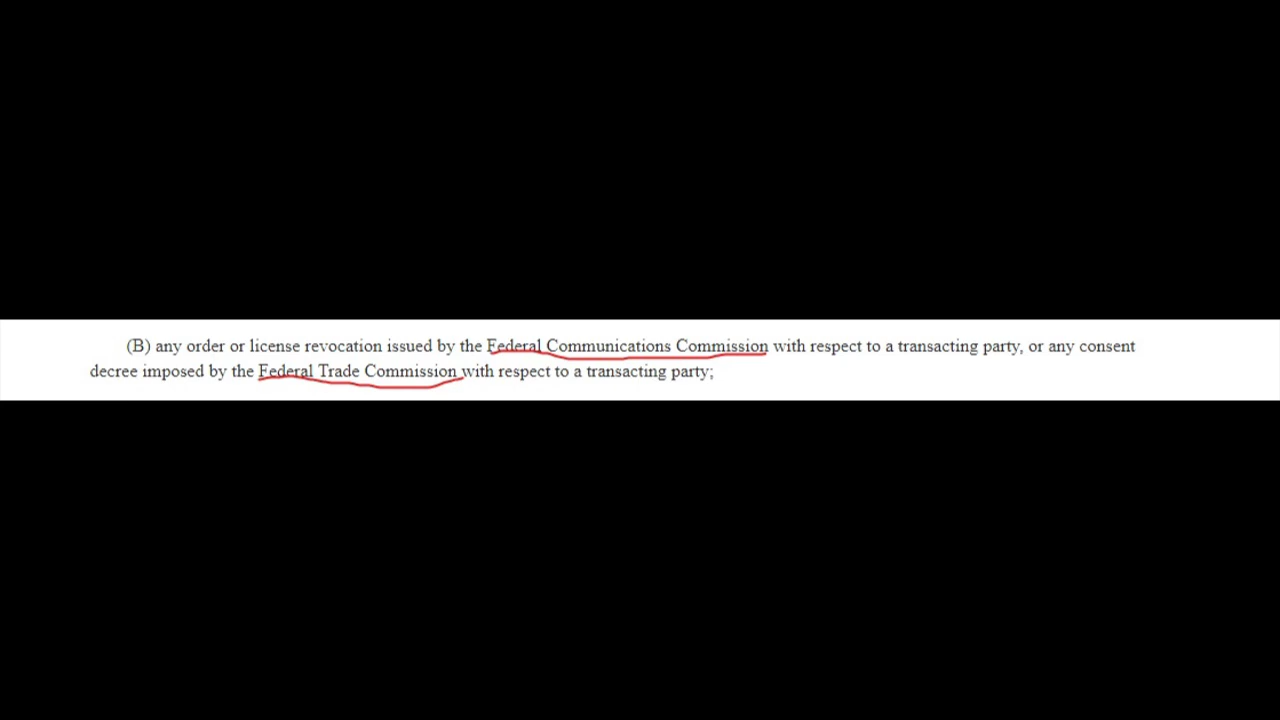 (B) any order or license revocation issued by the Federal Communications Commission with respect to a transacting party, or any consent
decree imposed by the Federal Trade Commission with respect to a transacting party;